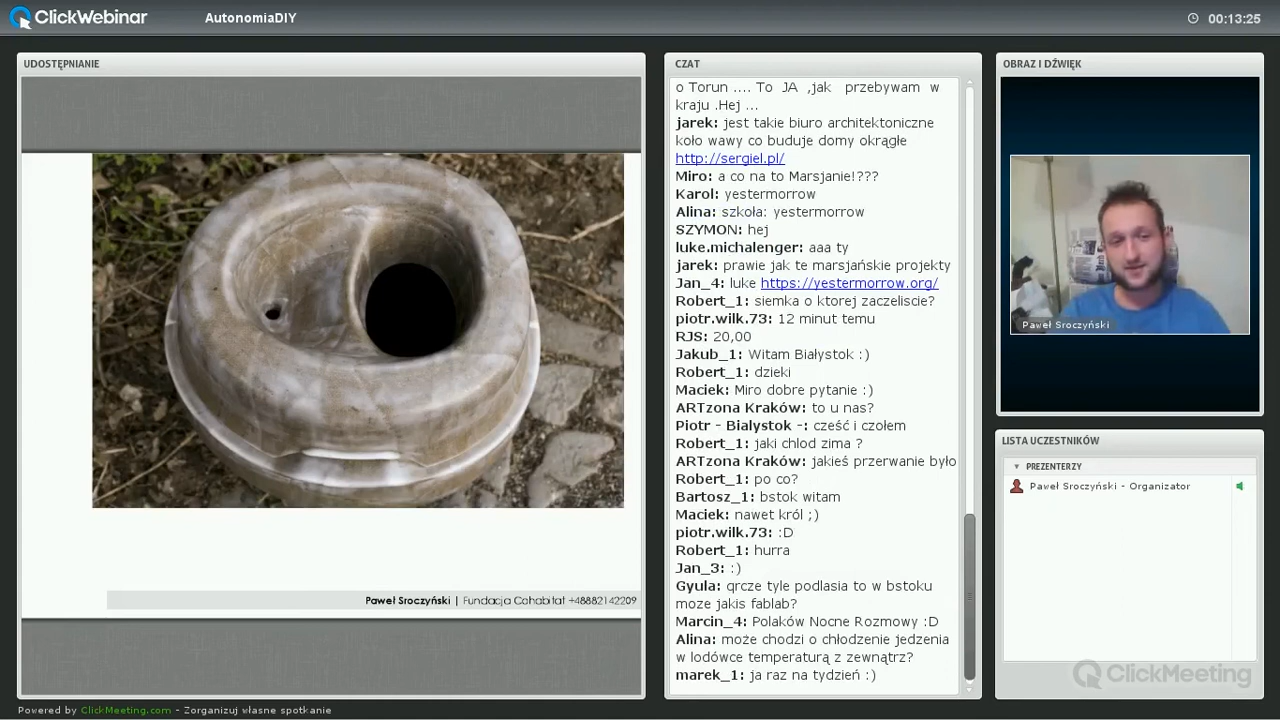 ClickWebinar
AutonomiaDIY
00:13:25
UDOSTĘPNIANIE
Paweł Sroczyński | Fundacja Cohabitat +48882142209
CZAT
o Torun .... To JA ,jak przebywam w
kraju .Hej ...
jarek: jest takie biuro architektoniczne
koło wawy co buduje domy okrągłe
http://sergiel.pl/
Miro: a co na to Marsjanie!???
Karol: yestermorrow
Alina: szkoła: yestermorrow
SZYMON: hej
luke.michalenger: aaa ty
jarek: prawie jak te marsjańskie projekty
Jan_4: luke https://yestermorrow.org/
Robert_1: siemka o ktorej zaczeliscie?
piotr.wilk.73: 12 minut temu
RJS: 20,00
Jakub_1: Witam Białystok :)
Robert_1: dzieki
Maciek: Miro dobre pytanie :)
ARTzona Kraków: to u nas?
Piotr - Bialystok -: cześć i czołem
Robert_1: jaki chlod zima ?
ARTzona Kraków: jakieś przerwanie było
Robert_1: po co?
Bartosz_1: bstok witam
Maciek: nawet król ;)
piotr.wilk.73: :D
Robert_1: hurra
Jan_3: :)
Gyula: qrcze tyle podlasia to w bstoku
moze jakis fablab?
Marcin_4: Polaków Nocne Rozmowy :D
Alina: może chodzi o chłodzenie jedzenia
w lodówce temperaturą z zewnątrz?
marek_1: ja raz na tydzień :)
OBRAZ I DŹWIĘK
Paweł Sroczyński
LISTA UCZESTNIKÓW
PREZENTERZY
Paweł Sroczyński - Organizator
ClickMeeting
Powered by ClickMeeting.com - Zorganizuj własne spotkanie